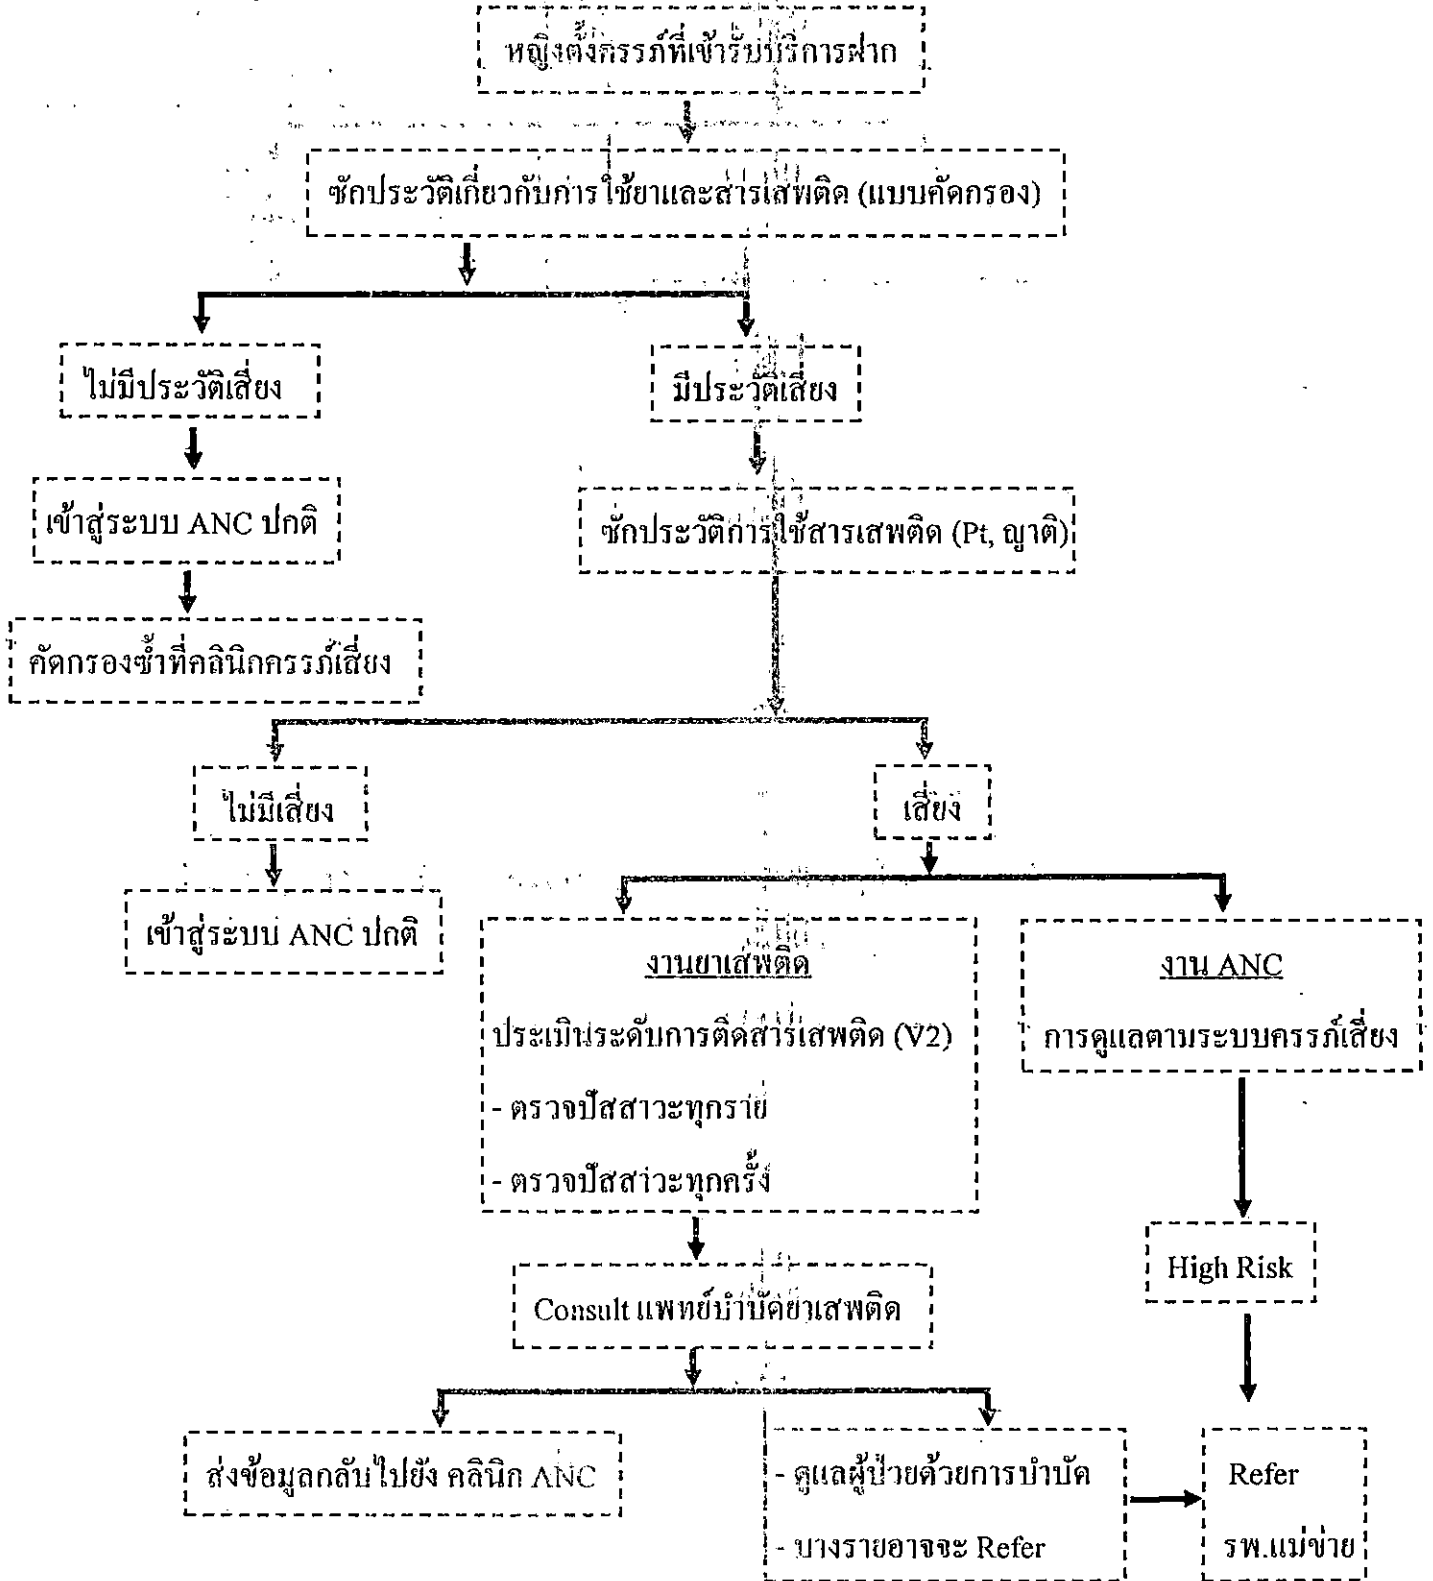 หญิงตั้งครรภ์ที่เข้ารับบริการฝาก
ซักประวัติเกี่ยวกับการใช้ยาและสารเสพติด (แบบคัดกรอง)
ไม่มีประวัติเสี่ยง
มีประวัติเสี่ยง
เข้าสู่ระบบ ANC ปกติ
ซักประวัติการใช้สารเสพติด (Pt, ญาติ)
คัดกรองซ้ำที่คลินิกครรภ์เสี่ยง
ไม่มีเสี่ยง
เสี่ยง
เข้าสู่ระบบ ANC ปกติ
งานยาเสพติด
ประเมินระดับการติดสารเสพติด (V2)
- ตรวจปัสสาวะทุกราย
- ตรวจปัสสาวะทุกครั้ง
งาน ANC
การดูแลตามระบบครรภ์เสี่ยง
High Risk
Consult แพทย์บำบัดยาเสพติด
ส่งข้อมูลกลับไปยัง คลินิก ANC
- ดูแลผู้ป่วยด้วยการบำบัด
- บางรายอาจจะ Refer
Refer
รพ.แม่ข่าย